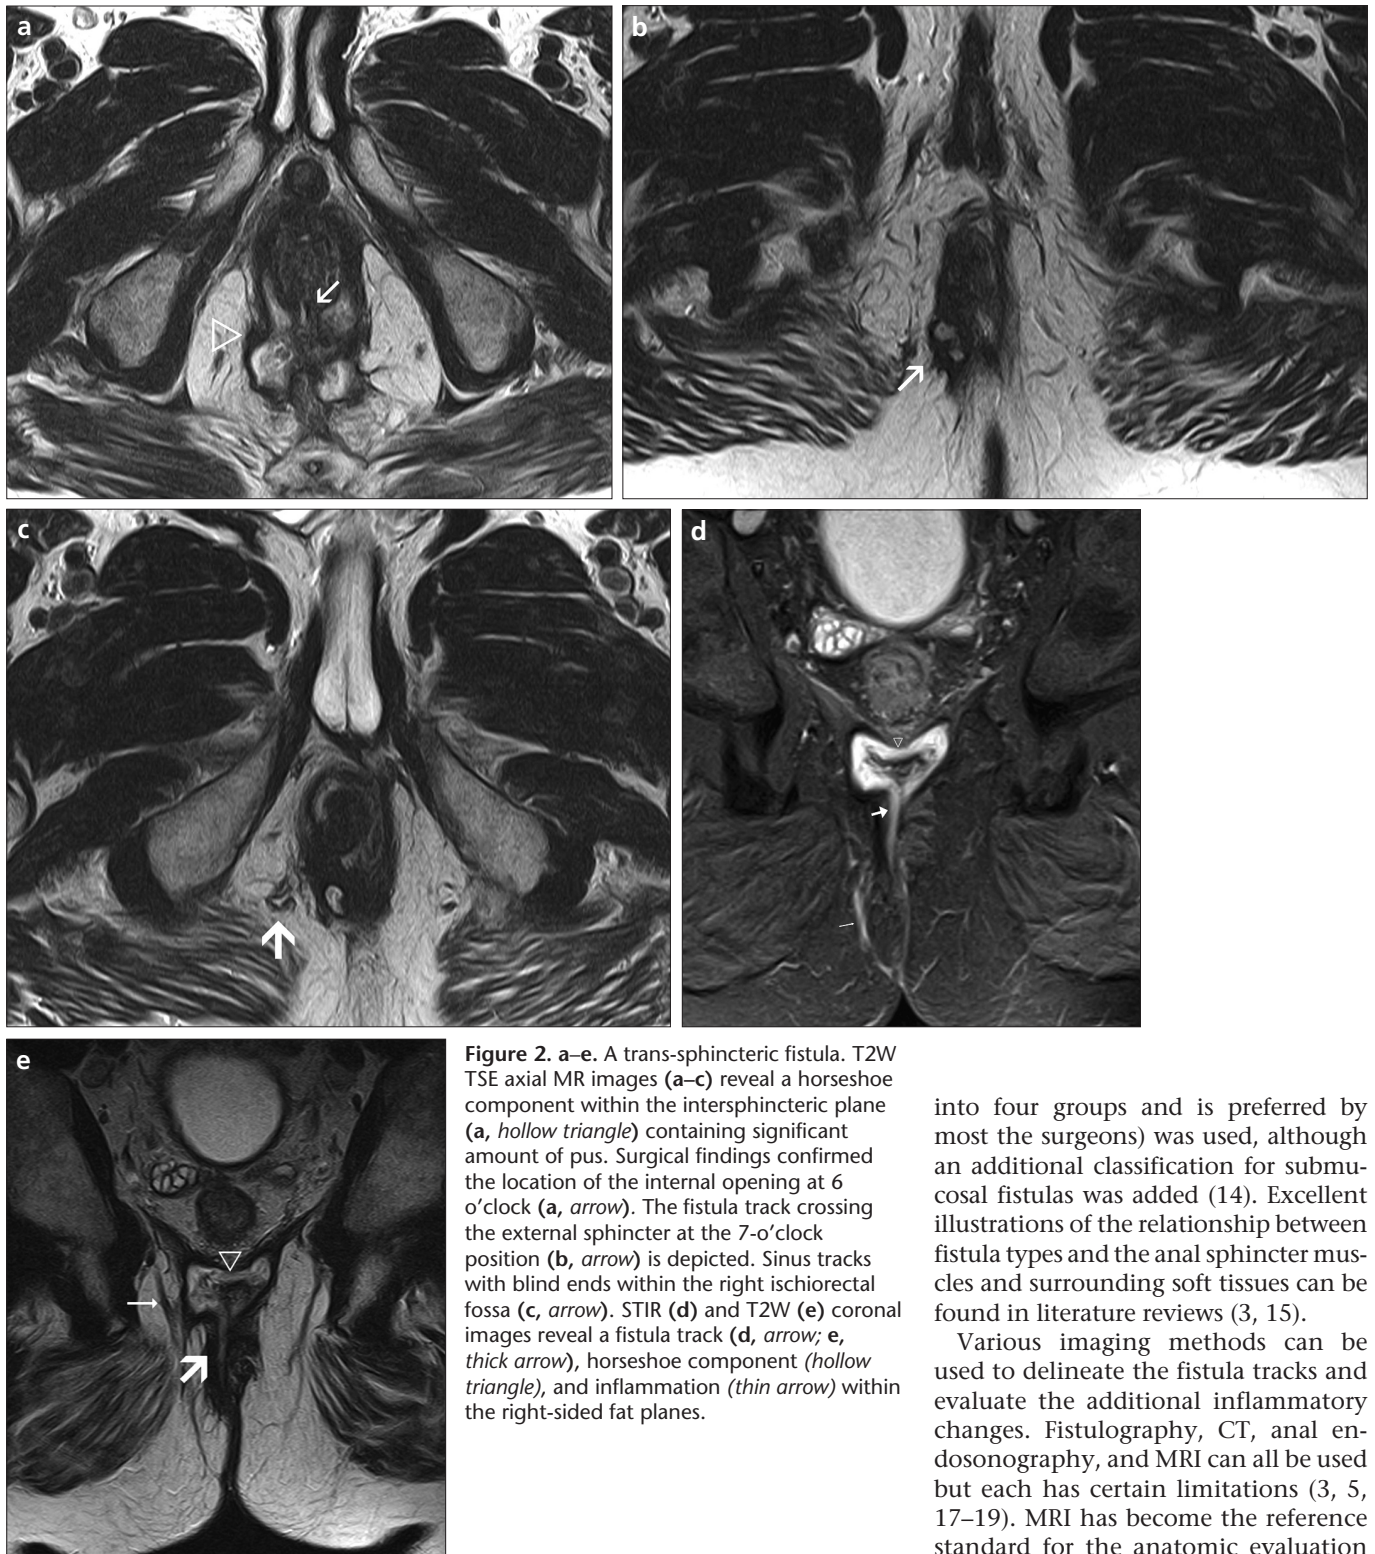 a
b
c
d
e
Figure 2. a–e. A trans-sphincteric fistula. T2W
TSE axial MR images (a–c) reveal a horseshoe
component within the intersphincteric plane
(a, hollow triangle) containing significant
amount of pus. Surgical findings confirmed
the location of the internal opening at 6
o’clock (a, arrow). The fistula track crossing
the external sphincter at the 7-o’clock
position (b, arrow) is depicted. Sinus tracks
with blind ends within the right ischiorectal
fossa (c, arrow). STIR (d) and T2W (e) coronal
images reveal a fistula track (d, arrow; e,
thick arrow), horseshoe component (hollow
triangle), and inflammation (thin arrow) within
the right-sided fat planes.
into four groups and is preferred by
most the surgeons) was used, although
an additional classification for submu-
cosal fistulas was added (14). Excellent
illustrations of the relationship between
fistula types and the anal sphincter mus-
cles and surrounding soft tissues can be
found in literature reviews (3, 15).
Various imaging methods can be
used to delineate the fistula tracks and
evaluate the additional inflammatory
changes. Fistulography, CT, anal en-
dosonography, and MRI can all be used
but each has certain limitations (3, 5,
17–19). MRI has become the reference
standard for the anatomic evaluation